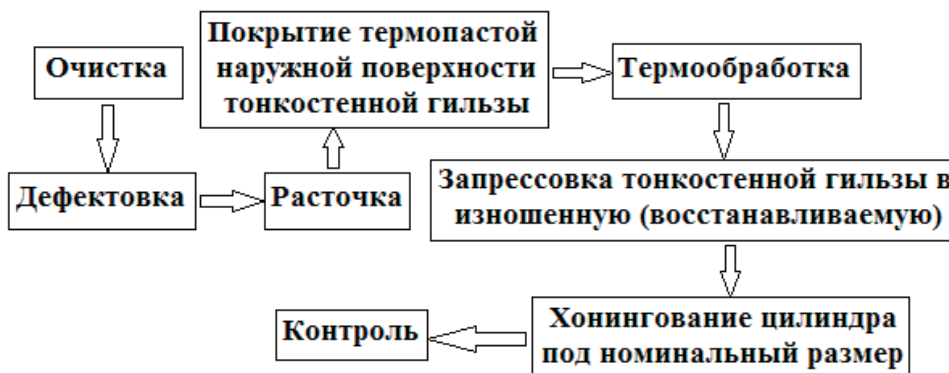 Очистка
Дефектовка
Расточка
Покрытие термопастой
наружной поверхности
тонкостенной гильзы
Термообработка
Запрессовка тонкостенной гильзы в
изношенную (восстанавливаемую)
Хонингование цилиндра
под номинальный размер
Контроль